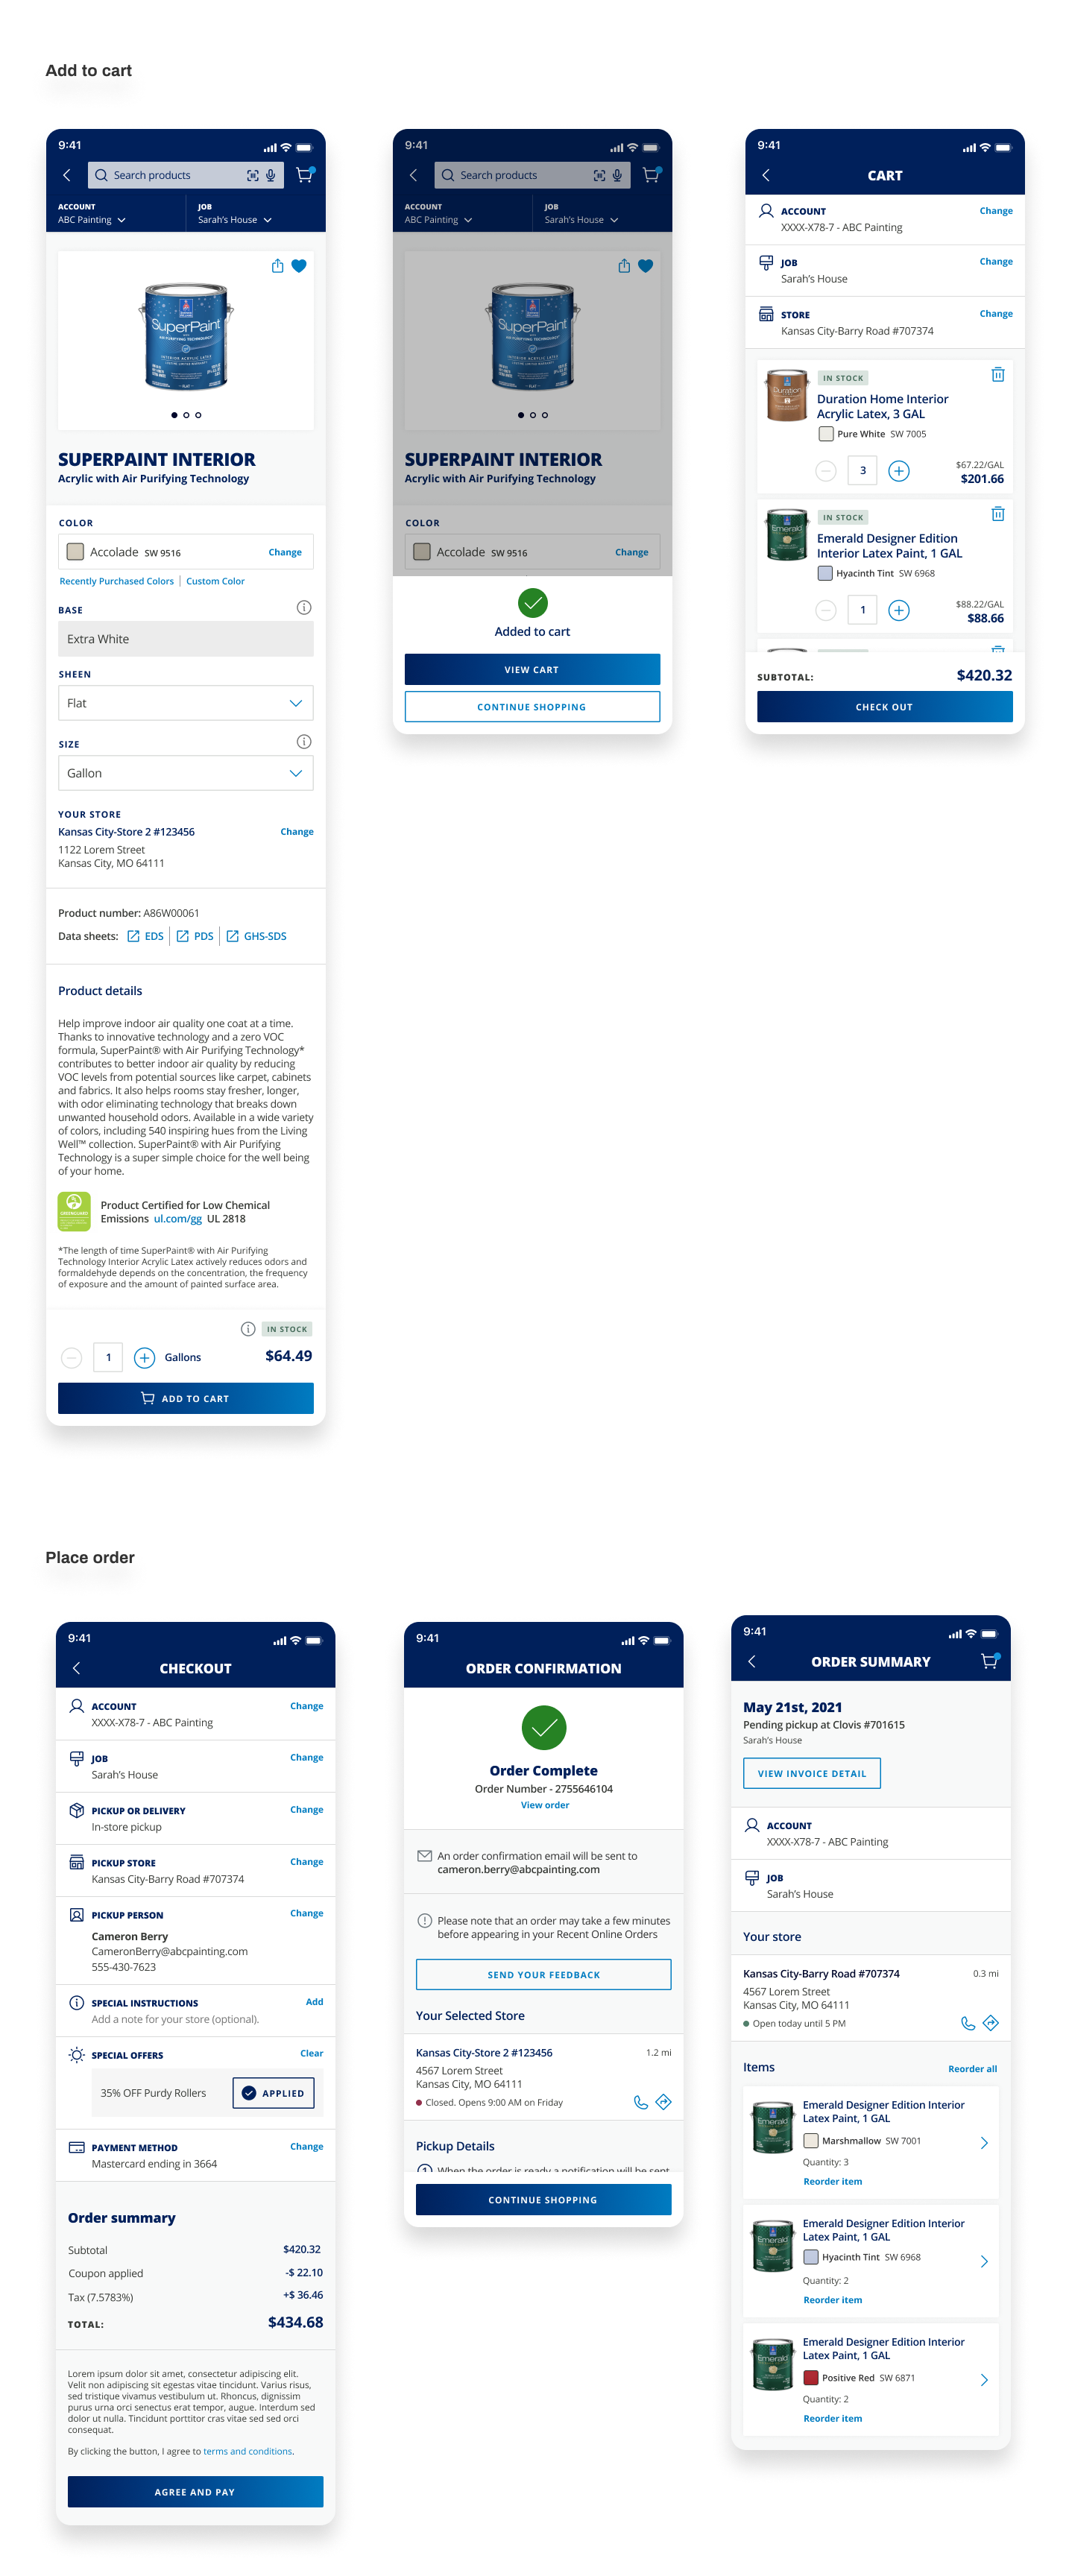 Add to cart
9:41
Search products
ACCOUNT
ABC Painting
JOB
Sarah's House
SuperPaint
AIR PURIFYING TECHNOLOGY
INTERIOR ACRYLIC LATEX
SUPERPAINT INTERIOR
Acrylic with Air Purifying Technology
COLOR
Accolade SW 9516
Change
Recently Purchased Colors | Custom Color
BASE
Extra White
SHEEN
Flat
SIZE
Gallon
YOUR STORE
Kansas City-Store 2 #123456
Change
1122 Lorem Street
Kansas City, MO 64111
Product number: A86W00061
Data sheets: EDS | PDS | GHS-SDS
Product details
Help improve indoor air quality one coat at a time.
Thanks to innovative technology and a zero VOC
formula, SuperPaint® with Air Purifying Technology*
contributes to better indoor air quality by reducing
VOC levels from potential sources like carpet, cabinets
and fabrics. It also helps rooms stay fresher, longer,
with odor eliminating technology that breaks down
unwanted household odors. Available in a wide variety
of colors, including 540 inspiring hues from the Living
Well™ collection. SuperPaint® with Air Purifying
Technology is a super simple choice for the well being
of your home.
Product Certified for Low Chemical
Emissions ul.com/gg UL 2818
*The length of time SuperPaint® with Air Purifying
Technology Interior Acrylic Latex actively reduces odors and
formaldehyde depends on the concentration, the frequency
of exposure and the amount of painted surface area.
IN STOCK
1
Gallons
$64.49
ADD TO CART
9:41
Search products
ACCOUNT
ABC Painting
JOB
Sarah's House
SuperPaint
AIR PURIFYING TECHNOLOGY
INTERIOR ACRYLIC LATEX
SUPERPAINT INTERIOR
Acrylic with Air Purifying Technology
COLOR
Accolade SW 9516
Change
Added to cart
VIEW CART
CONTINUE SHOPPING
9:41
CART
ACCOUNT
Change
XXXX-X78-7 - ABC Painting
JOB
Change
Sarah's House
STORE
Change
Kansas City-Barry Road #707374
Duration
IN STOCK
Duration Home Interior
Acrylic Latex, 3 GAL
Pure White SW 7005
3
$67.22/GAL
$201.66
Emerald
IN STOCK
Emerald Designer Edition
Interior Latex Paint, 1 GAL
Hyacinth Tint SW 6968
1
$88.22/GAL
$88.66
SUBTOTAL:
$420.32
CHECK OUT
Place order
9:41
CHECKOUT
ACCOUNT
Change
XXXX-X78-7 - ABC Painting
JOB
Change
Sarah's House
PICKUP OR DELIVERY
Change
In-store pickup
PICKUP STORE
Change
Kansas City-Barry Road #707374
PICKUP PERSON
Change
Cameron Berry
CameronBerry@abcpainting.com
555-430-7623
SPECIAL INSTRUCTIONS
Add
Add a note for your store (optional).
SPECIAL OFFERS
Clear
35% OFF Purdy Rollers
APPLIED
PAYMENT METHOD
Change
Mastercard ending in 3664
Order summary
Subtotal
$420.32
Coupon applied
-$ 22.10
Tax (7.5783%)
+$ 36.46
TOTAL:
$434.68
Lorem ipsum dolor sit amet, consectetur adipiscing elit.
Velit non adipiscing sit egestas vitae tincidunt. Varius risus,
sed tristique vivamus vestibulum ut. Rhoncus, dignissim
purus urna orci senectus erat tempor, augue. Interdum sed
dolor ut nulla. Tincidunt porttitor cras vitae sed sed orci
consequat.
By clicking the button, I agree to terms and conditions.
AGREE AND PAY
9:41
ORDER CONFIRMATION
Order Complete
Order Number - 2755646104
View order
An order confirmation email will be sent to
cameron.berry@abcpainting.com
Please note that an order may take a few minutes
before appearing in your Recent Online Orders
SEND YOUR FEEDBACK
Your Selected Store
Kansas City-Store 2 #123456
1.2 mi
4567 Lorem Street
Kansas City, MO 64111
Closed. Opens 9:00 AM on Friday
Pickup Details
1 When the order is ready a notification will be sent
CONTINUE SHOPPING
9:41
ORDER SUMMARY
May 21st, 2021
Pending pickup at Clovis #701615
Sarah's House
VIEW INVOICE DETAIL
ACCOUNT
XXXX-X78-7 - ABC Painting
JOB
Sarah's House
Your store
Kansas City-Barry Road #707374
0.3 mi
4567 Lorem Street
Kansas City, MO 64111
Open today until 5 PM
Items
Reorder all
Emerald
Emerald Designer Edition Interior
Latex Paint, 1 GAL
Marshmallow SW 7001
Quantity: 3
Reorder item
Emerald
Emerald Designer Edition Interior
Latex Paint, 1 GAL
Hyacinth Tint SW 6968
Quantity: 2
Reorder item
Emerald
Emerald Designer Edition Interior
Latex Paint, 1 GAL
Positive Red SW 6871
Quantity: 2
Reorder item